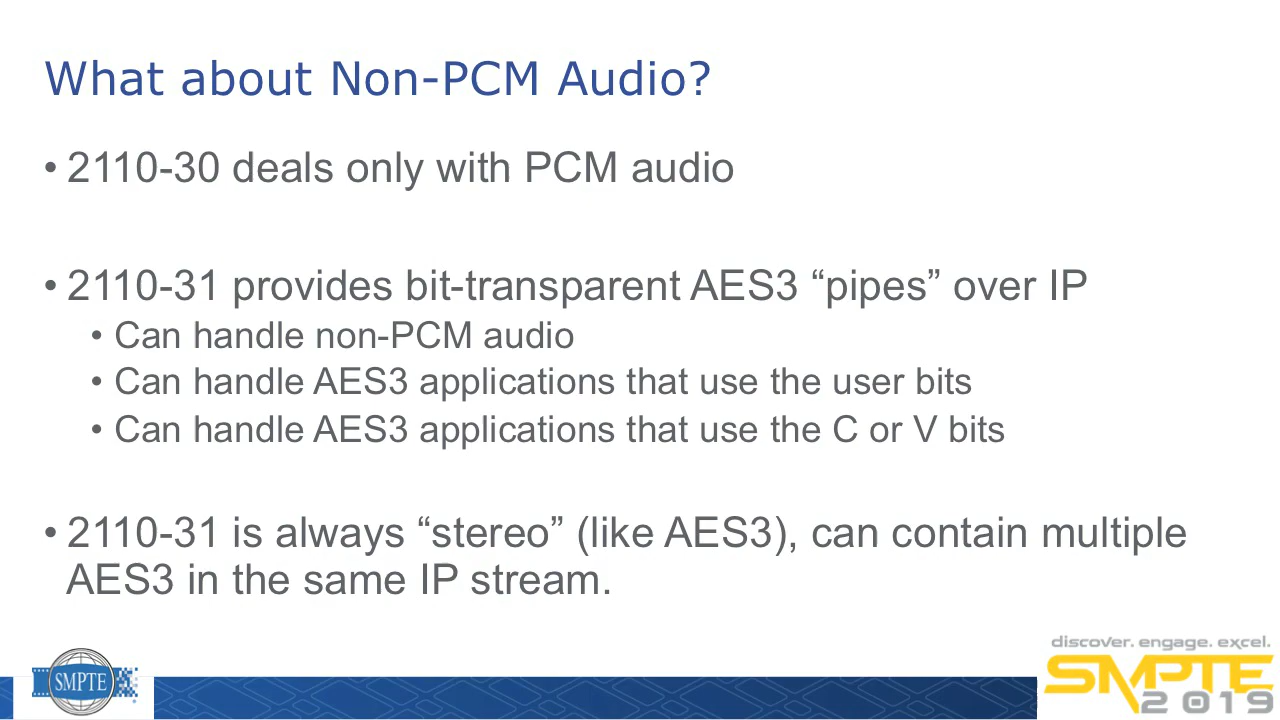 What about Non-PCM Audio?
• 2110-30 deals only with PCM audio
• 2110-31 provides bit-transparent AES3 “pipes” over IP
• Can handle non-PCM audio
• Can handle AES3 applications that use the user bits
• Can handle AES3 applications that use the C or V bits
• 2110-31 is always “stereo” (like AES3), can contain multiple
AES3 in the same IP stream.
SMPTE
discover. engage. excel.
SMPTE
2019